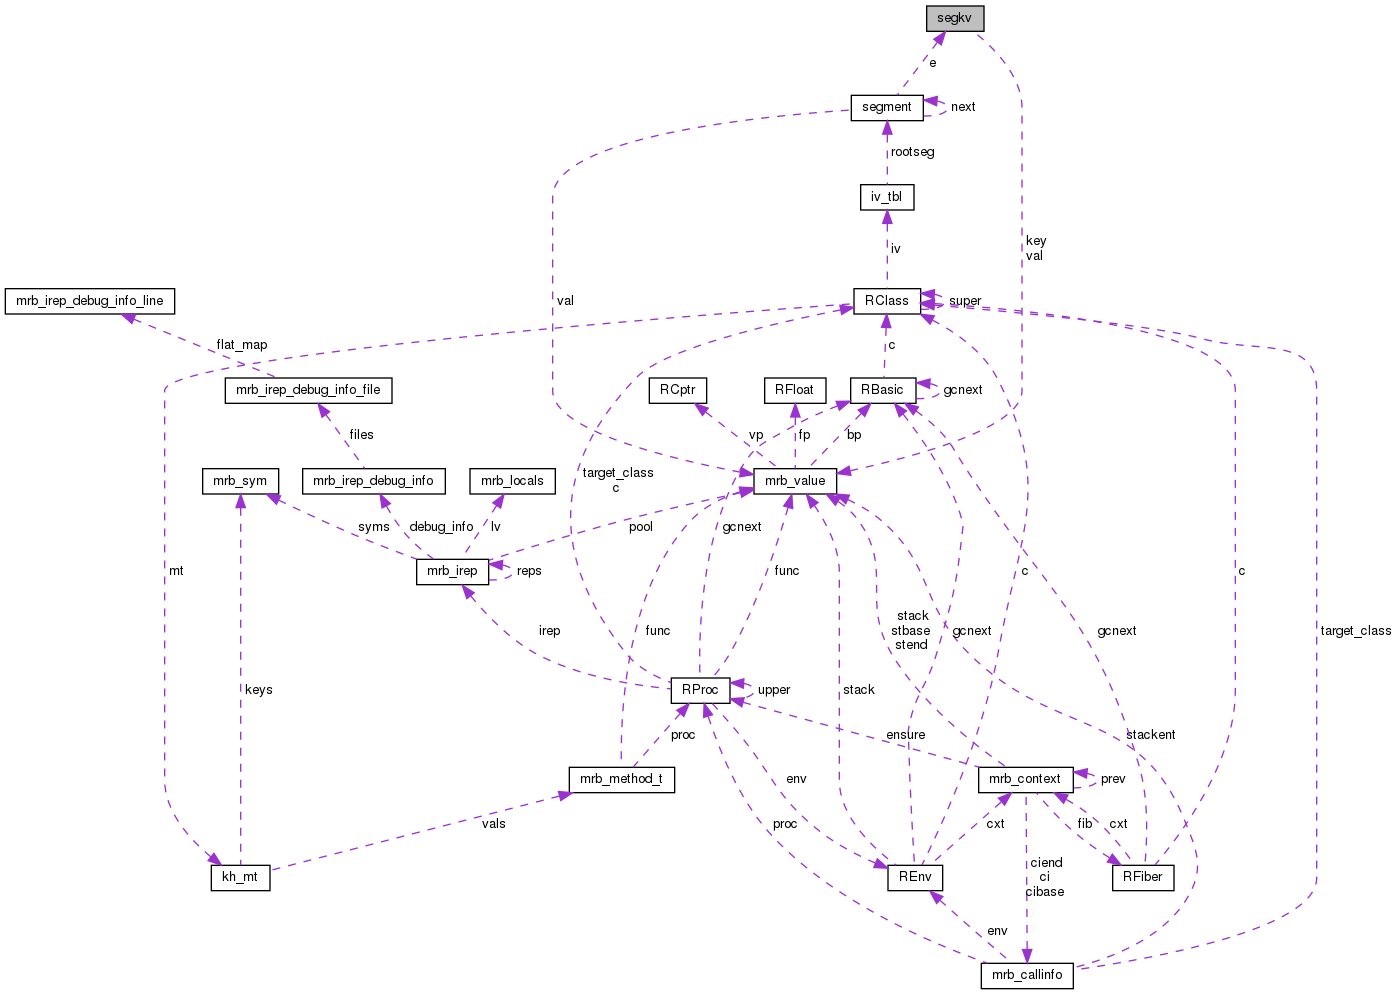 segkv
e
segment
next
rootseg
iv_tbl
key
val
iv
val
mrb_irep_debug_info_line
RClass
super
flat_map
c
mrb_irep_debug_info_file
RCptr
RFloat
RBasic
gcnext
files
vp
fp
bp
mrb_sym
mrb_irep_debug_info
mrb_locals
target_class
c
mrb_value
syms
debug_info
lv
pool
gcnext
mt
mrb_irep
reps
func
c
c
irep
func
stack
stbase
stend
gcnext
gcnext
target_class
keys
RProc
upper
stack
proc
ensure
stackent
mrb_method_t
env
mrb_context
prev
vals
proc
cxt
fib
cxt
kh_mt
REnv
ciend
ci
cibase
RFiber
env
mrb_callinfo